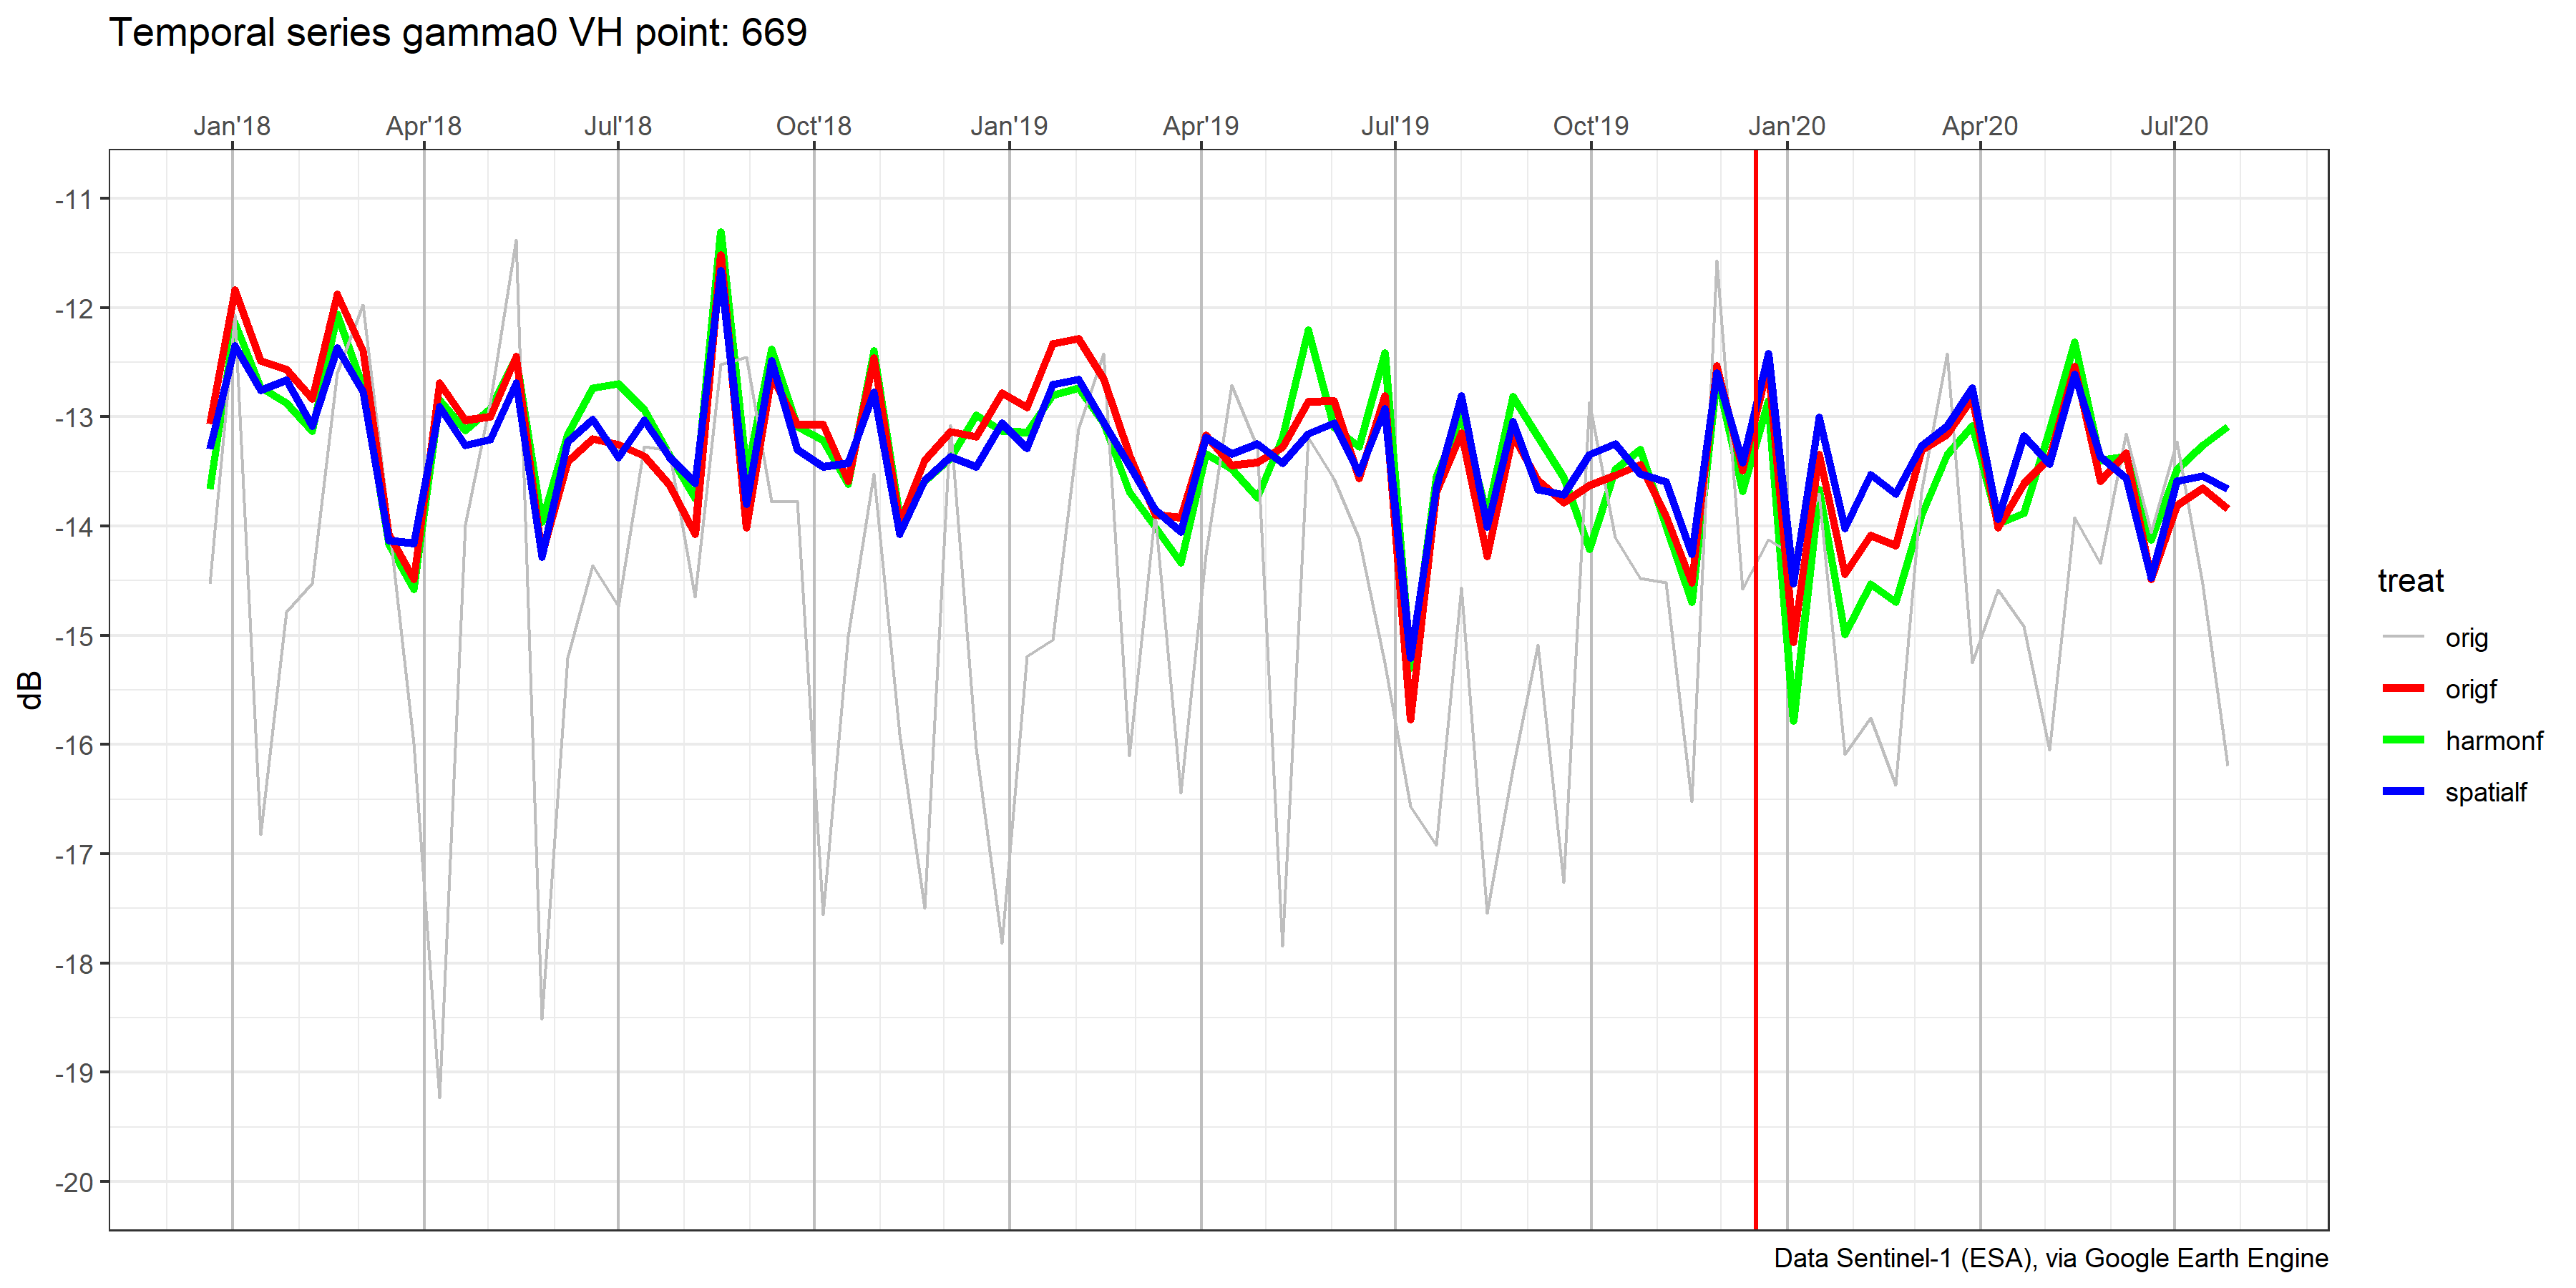 Temporal series gamma0 VH point: 669
Jan'18 Apr'18 Jul'18 Oct'18 Jan'19 Apr'19 Jul'19 Oct'19 Jan'20 Apr'20 Jul'20
-11
-12
-13
-14
-15
-16
-17
-18
-19
-20
dB
treat
orig
origf
harmonf
spatialf
Data Sentinel-1 (ESA), via Google Earth Engine